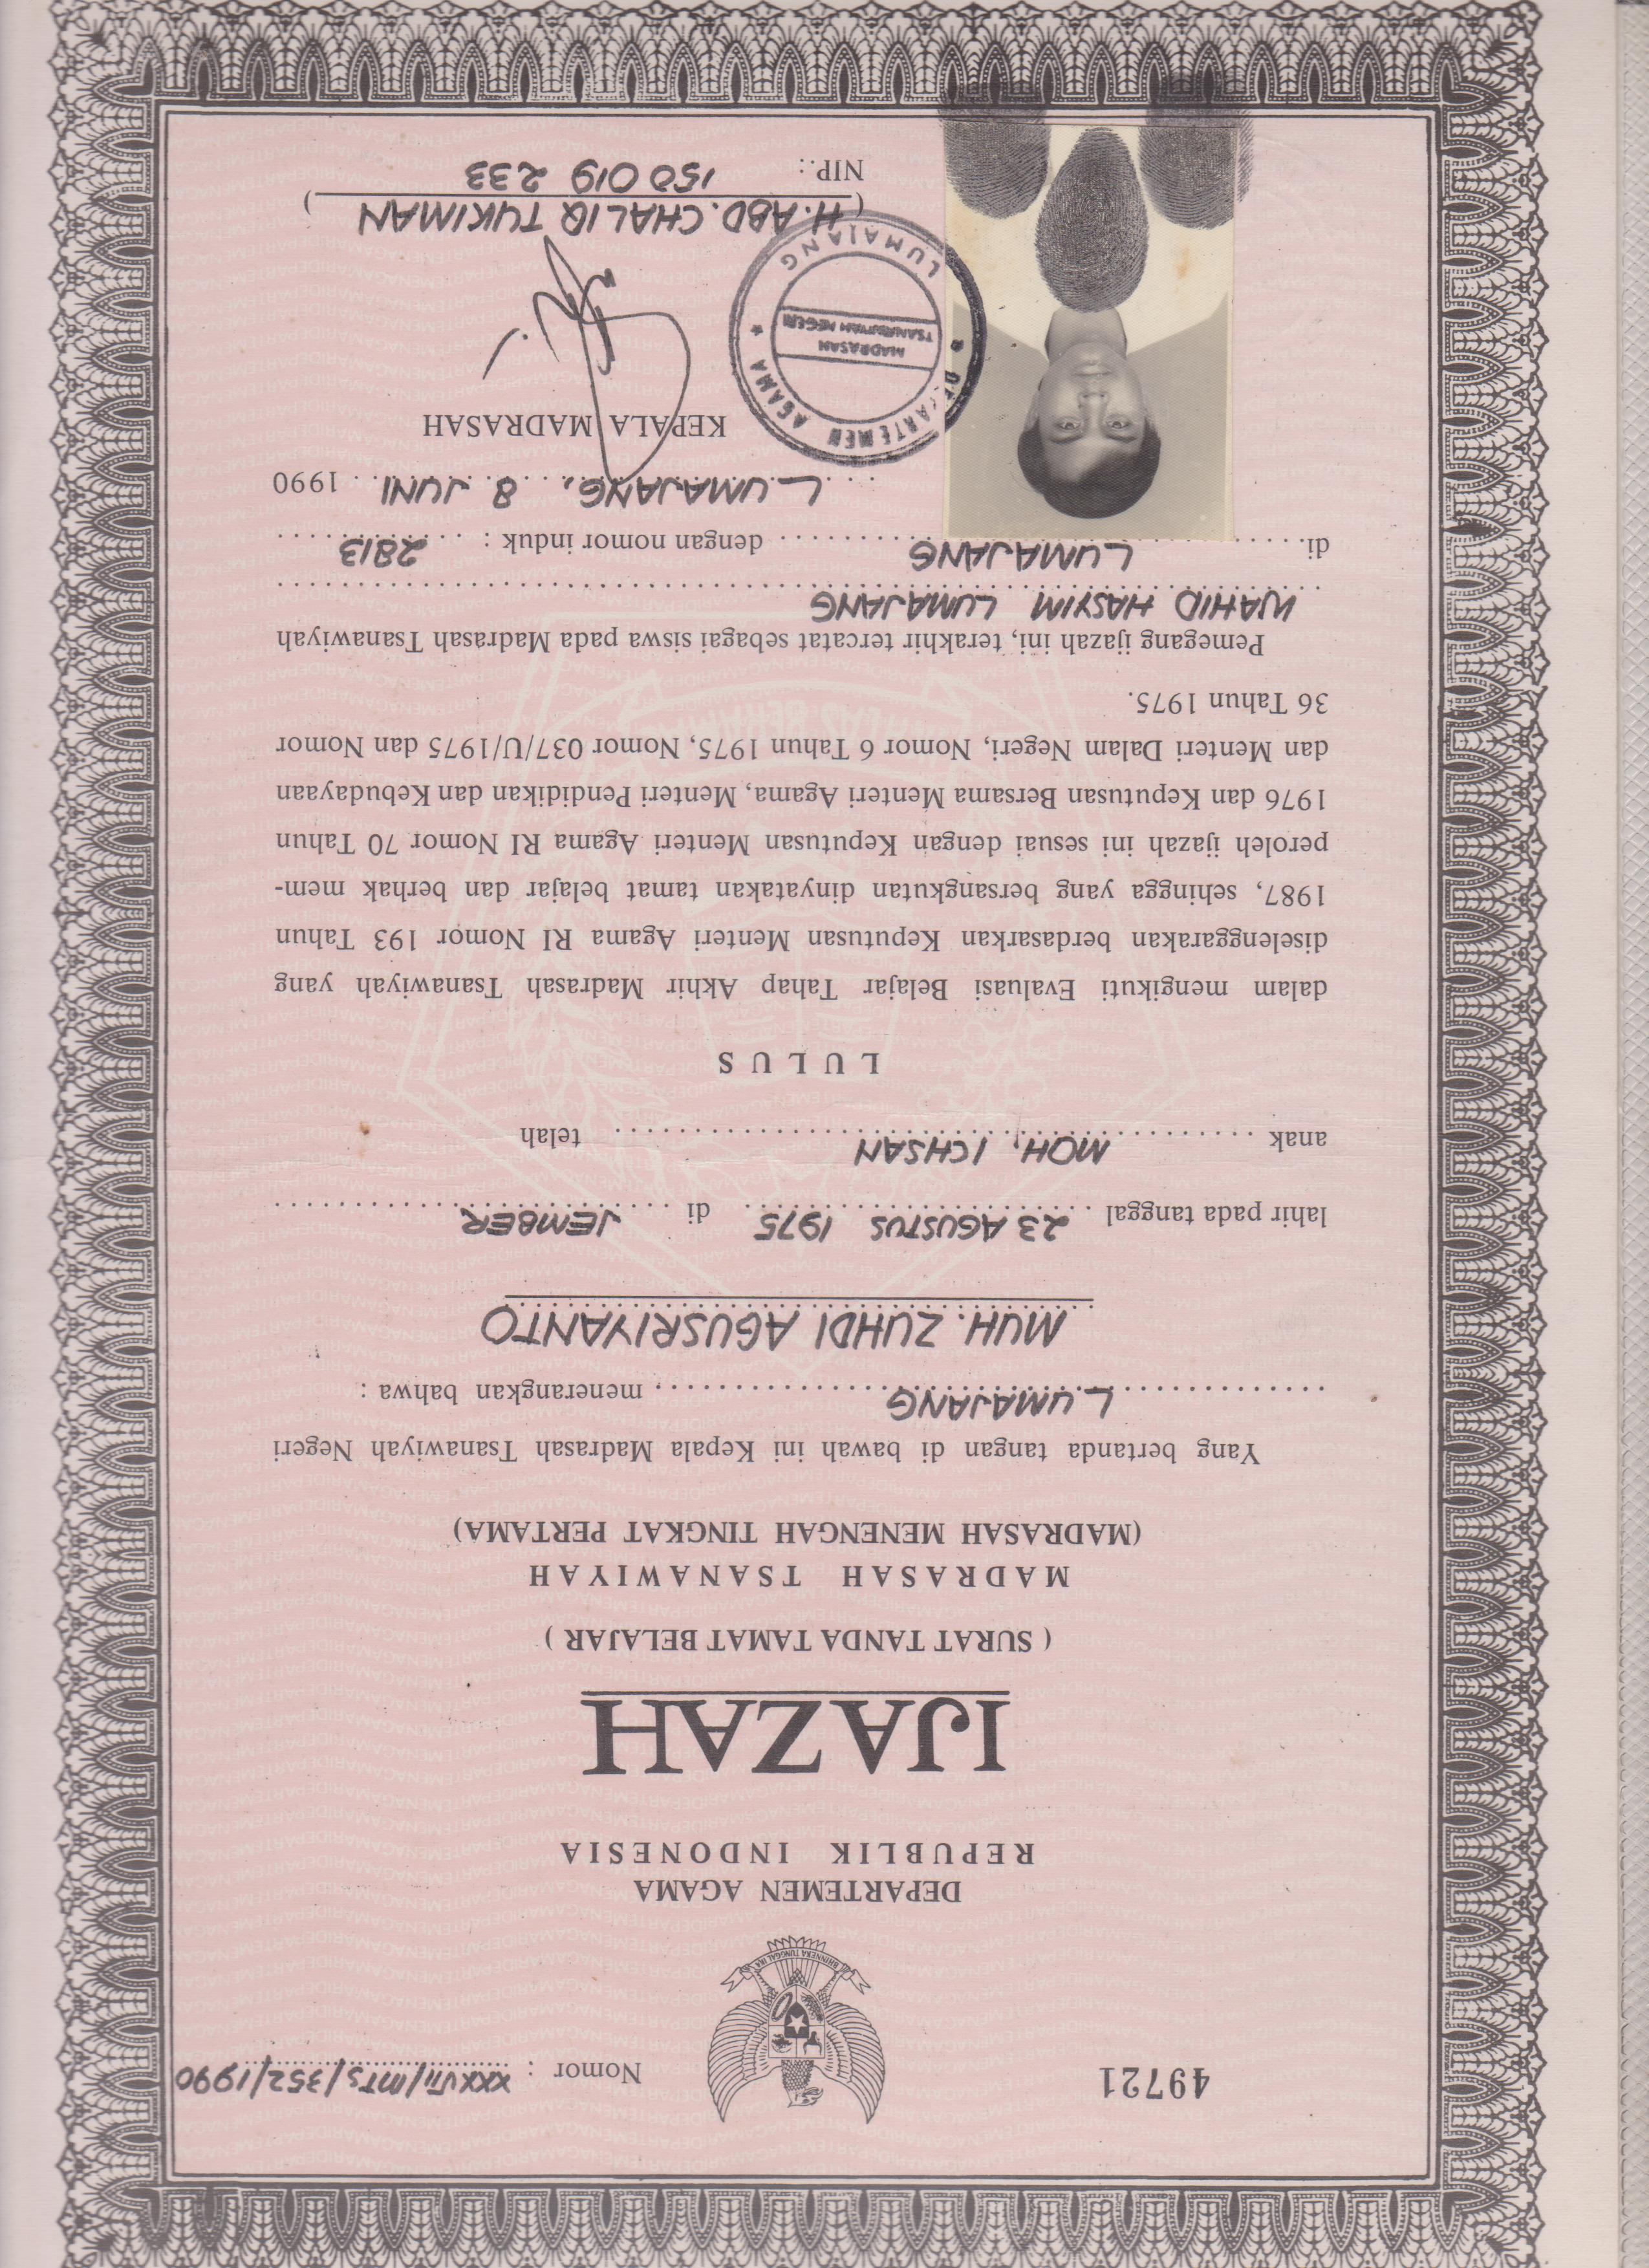 49721
Nomor : XXXVII/MTS/352/1990
BHINNEKA TUNGGAL IKA
DEPARTEMEN AGAMA
REPUBLIK INDONESIA
IJAZAH
( SURAT TANDA TAMAT BELAJAR )
MADRASAH TSANAWIYAH
(MADRASAH MENENGAH TINGKAT PERTAMA)
Yang bertanda tangan di bawah ini Kepala Madrasah Tsanawiyah Negeri
LUMAJANG, menerangkan bahwa :
MUH. ZUHDI AGUSRIYANTO
lahir pada tanggal 23 AGUSTUS 1975 di JEMBER
anak MOH. ICHSAN telah
LULUS
dalam mengikuti Evaluasi Belajar Tahap Akhir Madrasah Tsanawiyah yang
diselenggarakan berdasarkan Keputusan Menteri Agama RI Nomor 193 Tahun
1987, sehingga yang bersangkutan dinyatakan tamat belajar dan berhak mem-
peroleh ijazah ini sesuai dengan Keputusan Menteri Agama RI Nomor 70 Tahun
1976 dan Keputusan Bersama Menteri Agama, Menteri Pendidikan dan Kebudayaan
dan Menteri Dalam Negeri, Nomor 6 Tahun 1975, Nomor 037/U/1975 dan Nomor
36 Tahun 1975.
Pemegang ijazah ini, terakhir tercatat sebagai siswa pada Madrasah Tsanawiyah
WAHID HASYIM LUMAJANG
di LUMAJANG dengan nomor induk : 2813
LUMAJANG, 8 JUNI 1990
KEPALA MADRASAH
DEPARTEMEN AGAMA
MADRASAH
TSANAWIYAH NEGERI
LUMAJANG
( H. ABD. CHALIQ TUKIMAN )
NIP.: 150 019 233